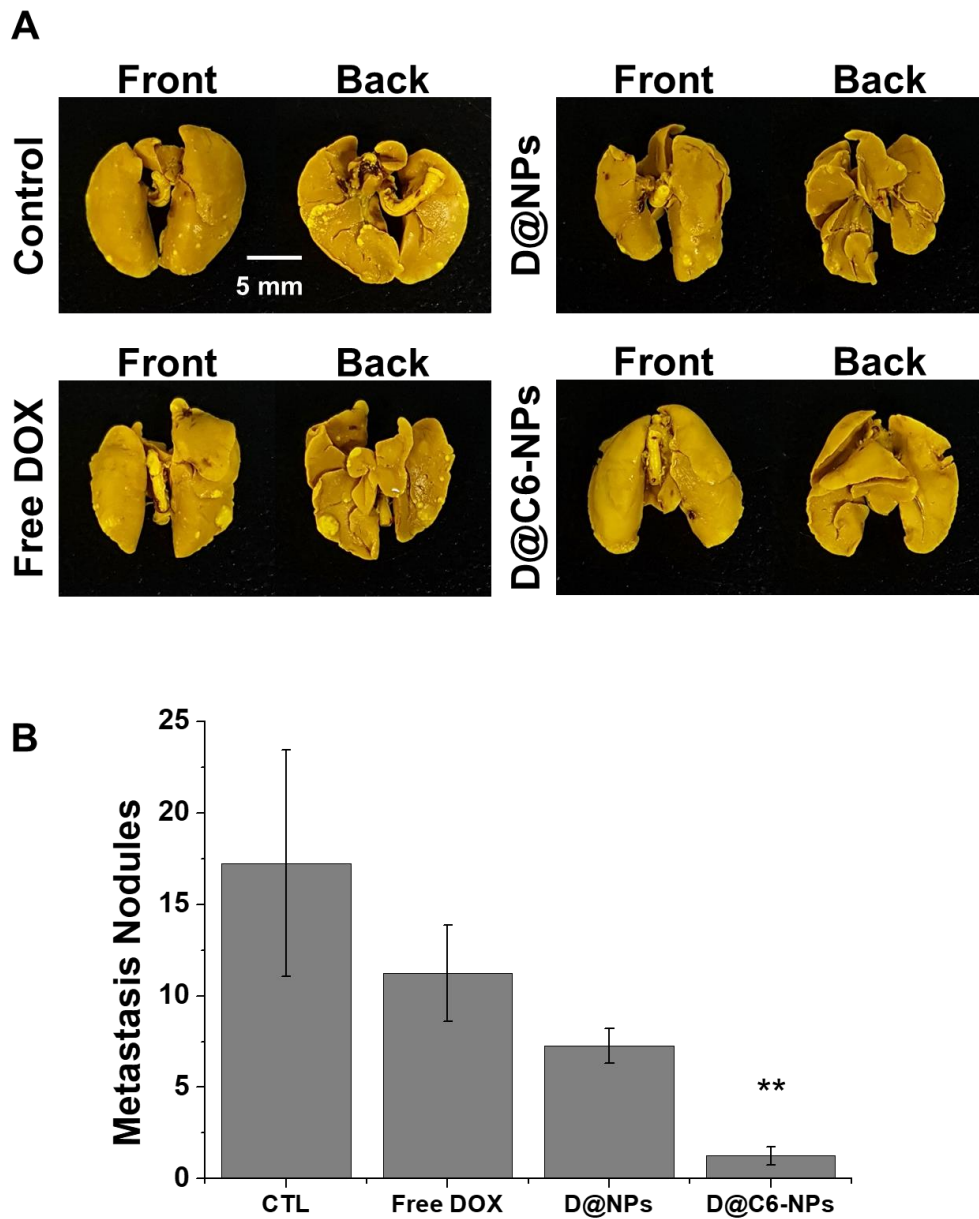 A
Front Back
Control
5 mm
Front Back
D@NPs
Front Back
Free DOX
Front Back
D@C6-NPs
B
Metastasis Nodules
25
20
15
10
5
0
**
CTL Free DOX D@NPs D@C6-NPs